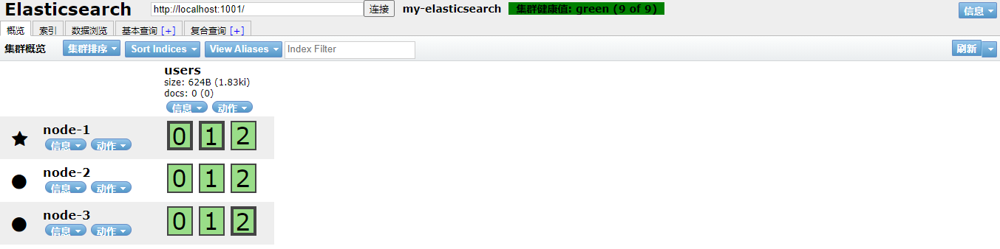 Elasticsearch http://localhost:1001/ 连接 my-elasticsearch 集群健康值: green (9 of 9) 信息
概览 索引 数据浏览 基本查询 [+] 复合查询 [+]
集群概览 集群排序 Sort Indices View Aliases Index Filter 刷新
users
size: 624B (1.83ki)
docs: 0 (0)
信息 动作
node-1 0 1 2
信息 动作
node-2 0 1 2
信息 动作
node-3 0 1 2
信息 动作